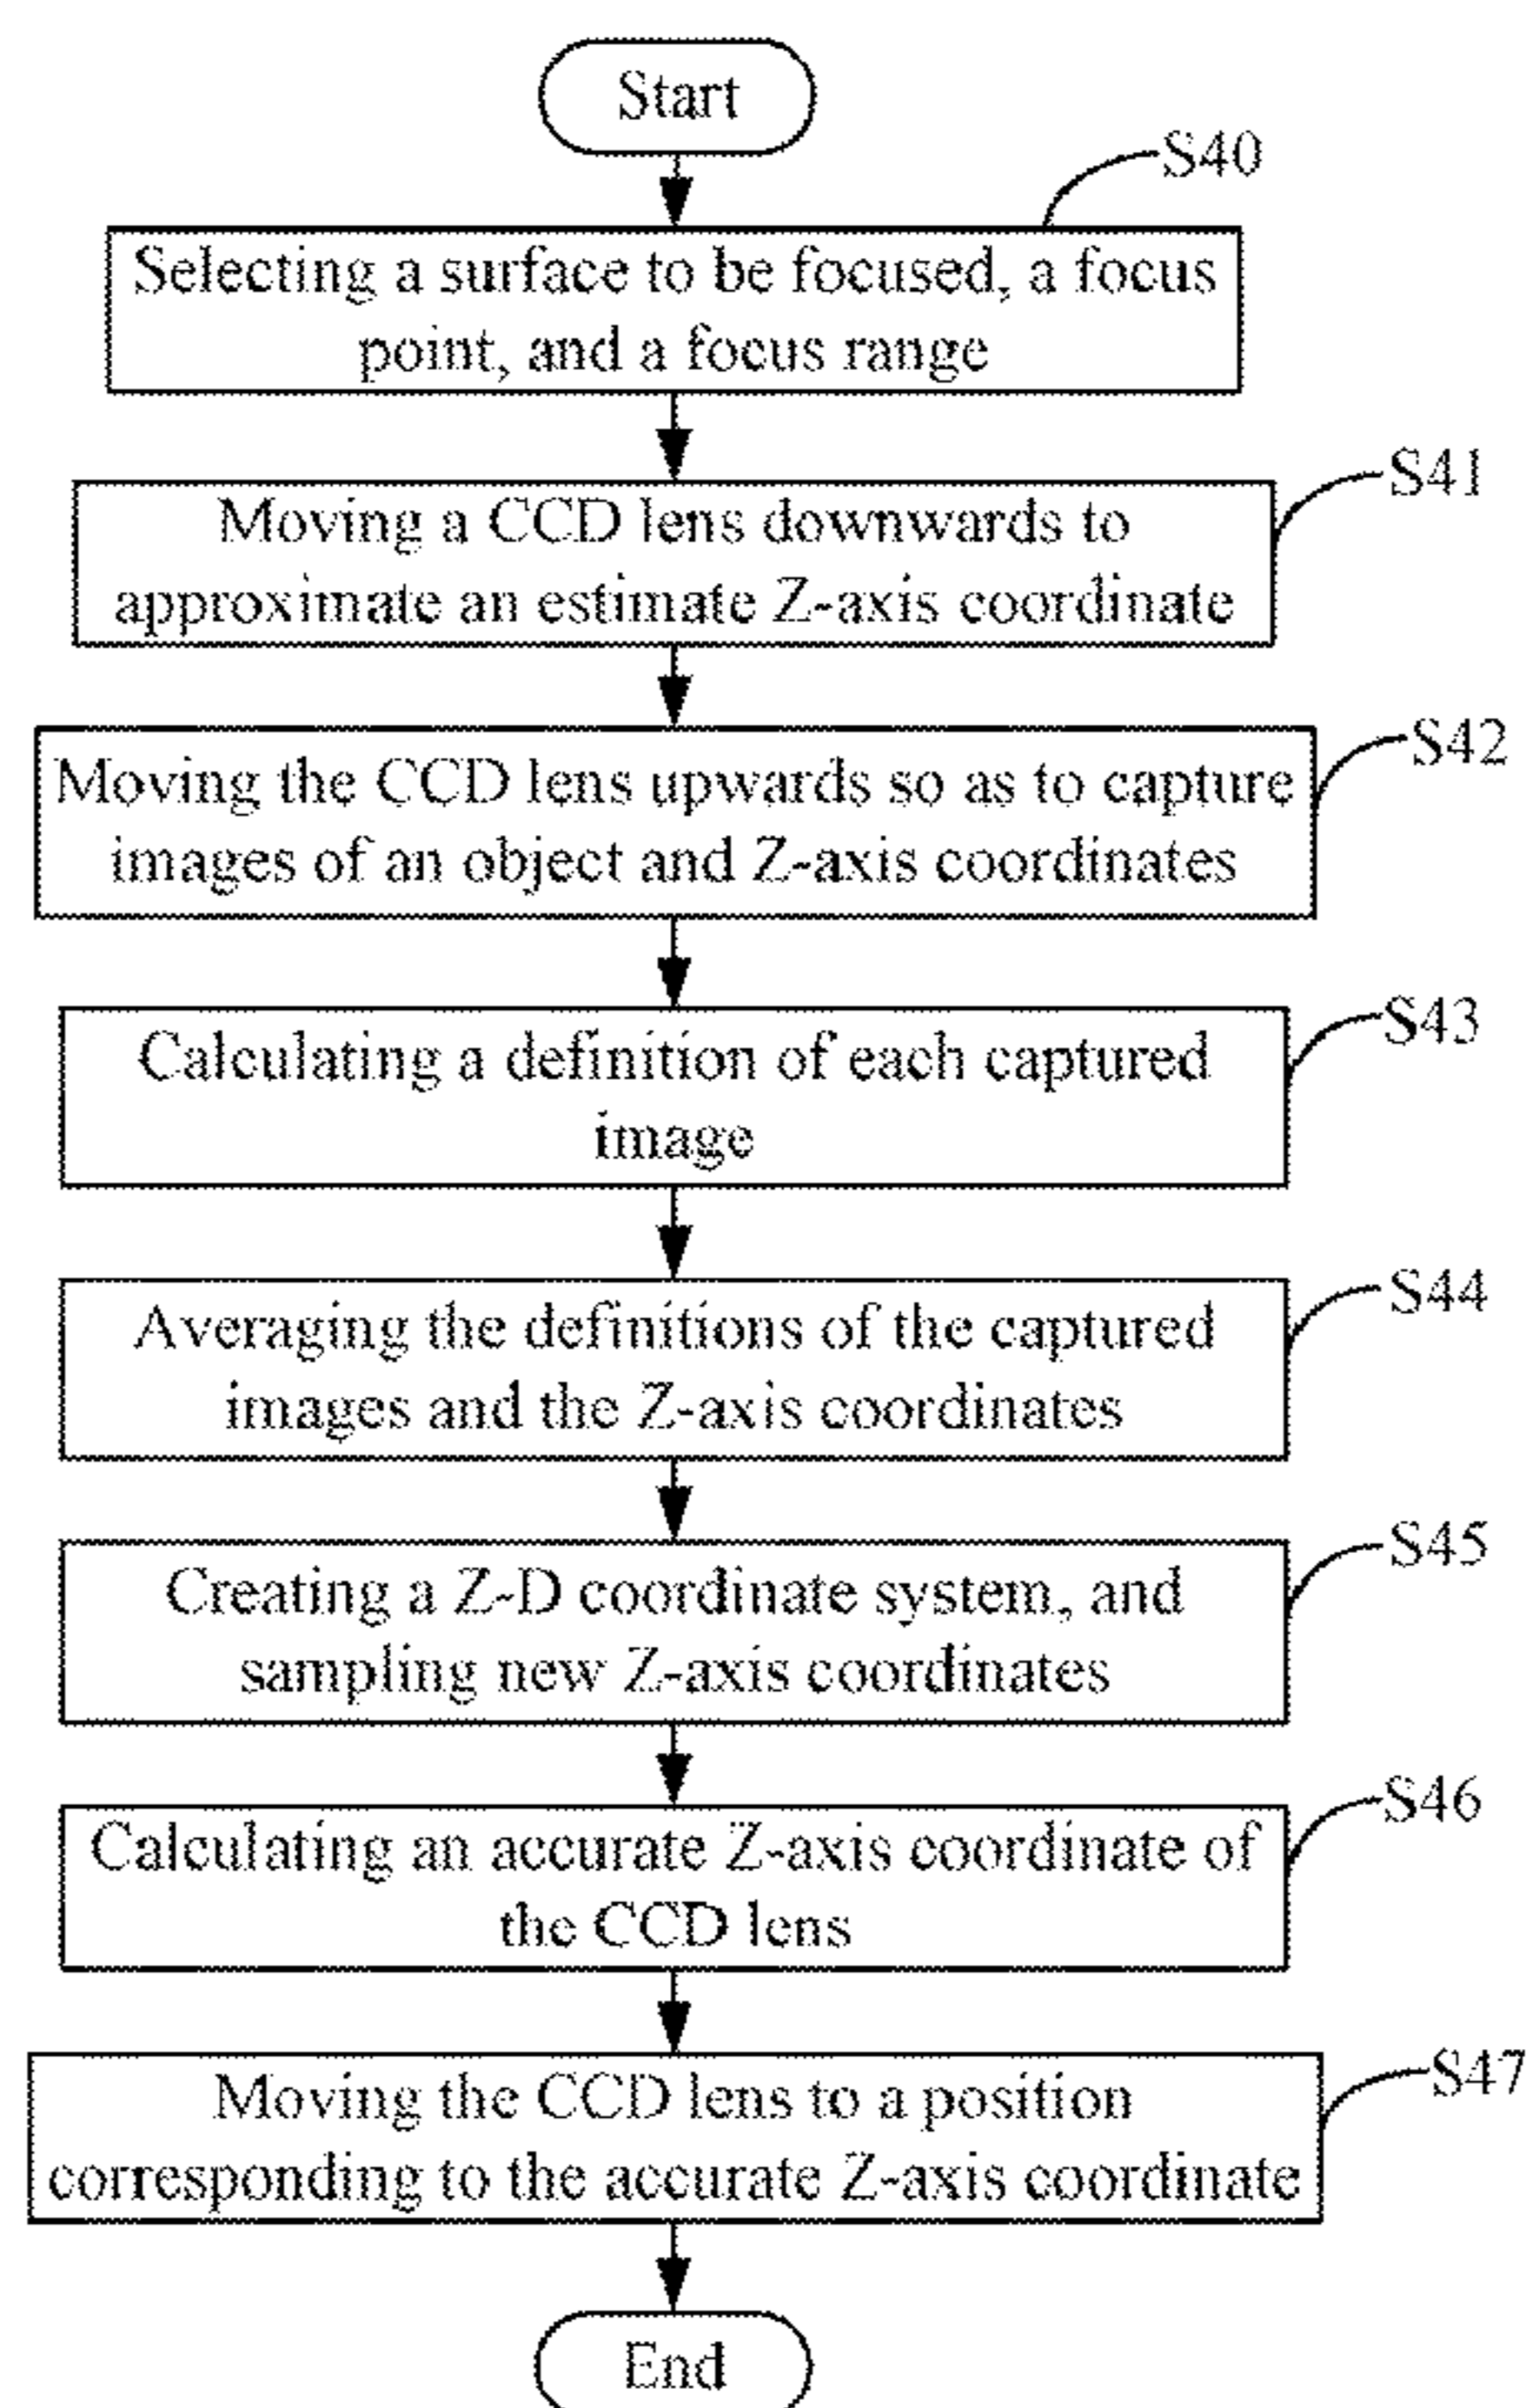 Start
S40
Selecting a surface to be focused, a focus
point, and a focus range
S41
Moving a CCD lens downwards to
approximate an estimate Z-axis coordinate
S42
Moving the CCD lens upwards so as to capture
images of an object and Z-axis coordinates
S43
Calculating a definition of each captured
image
S44
Averaging the definitions of the captured
images and the Z-axis coordinates
S45
Creating a Z-D coordinate system, and
sampling new Z-axis coordinates
S46
Calculating an accurate Z-axis coordinate of
the CCD lens
S47
Moving the CCD lens to a position
corresponding to the accurate Z-axis coordinate
End